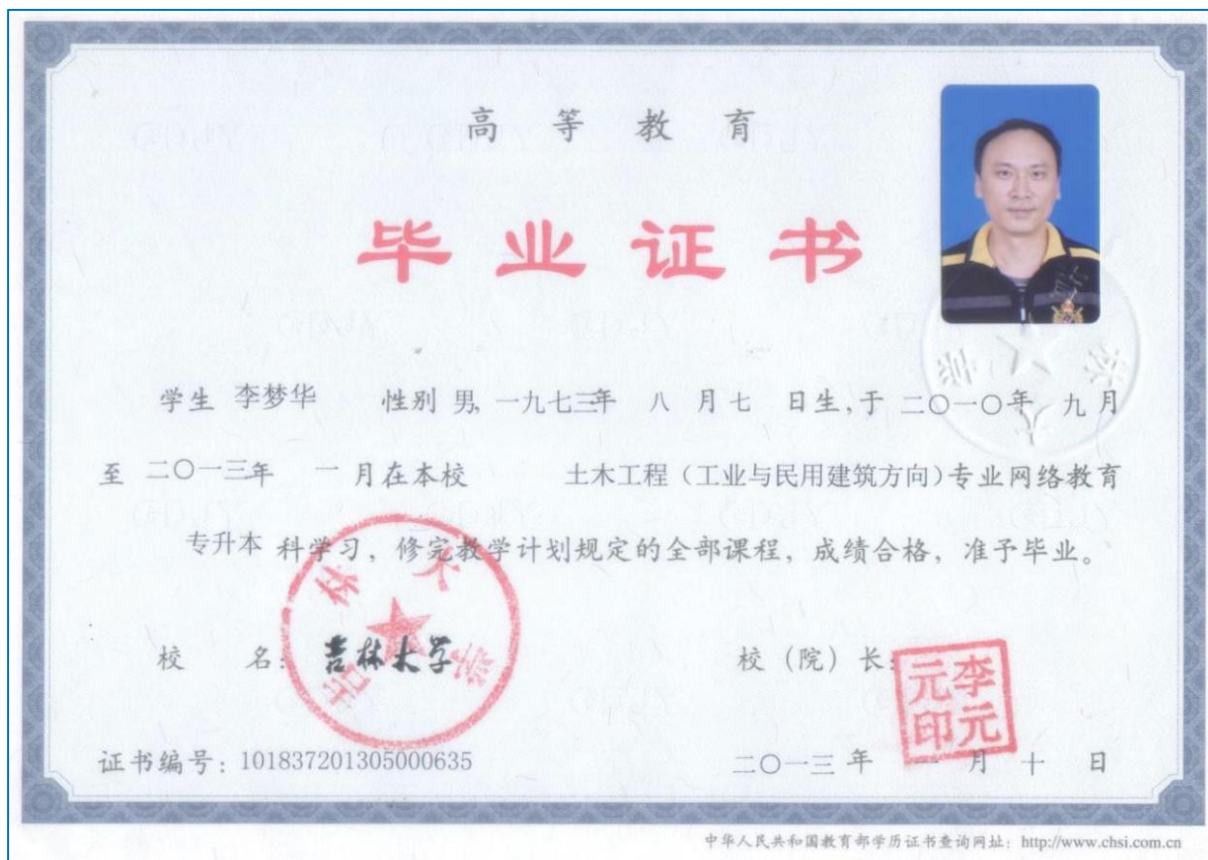 高等教育
毕业证书
学生 李梦华 性别 男, 一九七三年 八 月七 日生,于 二〇一〇年 九月
至 二〇一三年 一 月在本校 土木工程（工业与民用建筑方向）专业网络教育
专升本 科学习，修完教学计划规定的全部课程，成绩合格，准予毕业。
校 名: 吉林大学
吉林大学
校（院）长:
李元元印
证书编号: 101837201305000635
二〇一三 年 一 月 十 日
中华人民共和国教育部学历证书查询网址: http://www.chsi.com.cn